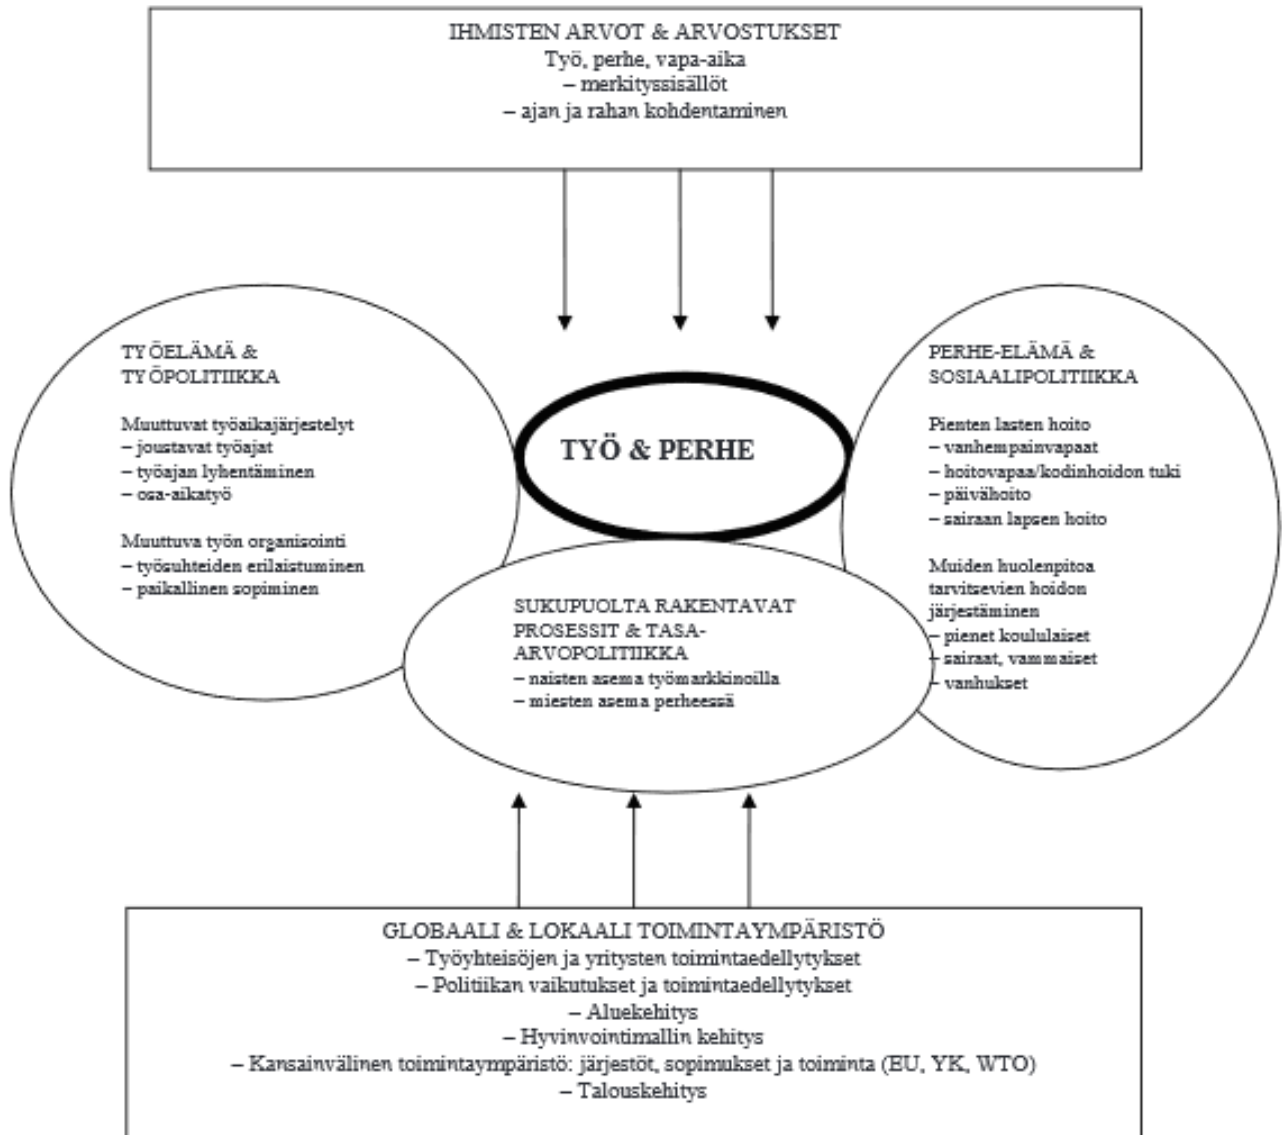 IHMISTEN ARVOT & ARVOSTUKSET
Työ, perhe, vapa-aika
– merkityssisällöt
– ajan ja rahan kohdentaminen
TYÖELÄMÄ &
TYÖPOLITIIKKA
Muuttuvat työaikajärjestelyt
– joustavat työajat
– työajan lyhentäminen
– osa-aikatyö
Muuttuva työn organisointi
– työsuhteiden erilaistuminen
– paikallinen sopiminen
TYÖ & PERHE
PERHE-ELÄMÄ &
SOSIAALIPOLITIIKKA
Pienten lasten hoito
– vanhempainvapaat
– hoitovapaa/kodinhoidon tuki
– päivähoito
– sairaan lapsen hoito
Muiden huolenpitoa
tarvitsevien hoidon
järjestäminen
– pienet koululaiset
– sairaat, vammaiset
– vanhukset
SUKUPUOLTA RAKENTAVAT
PROSESSIT & TASA-
ARVOPOLITIIKKA
– naisten asema työmarkkinoilla
– miesten asema perheessä
GLOBAALI & LOKAALI TOIMINTAYMPÄRISTÖ
– Työyhteisöjen ja yritysten toimintaedellytykset
– Politiikan vaikutukset ja toimintaedellytykset
– Aluekehitys
– Hyvinvointimallin kehitys
– Kansainvälinen toimintaympäristö: järjestöt, sopimukset ja toiminta (EU, YK, WTO)
– Talouskehitys